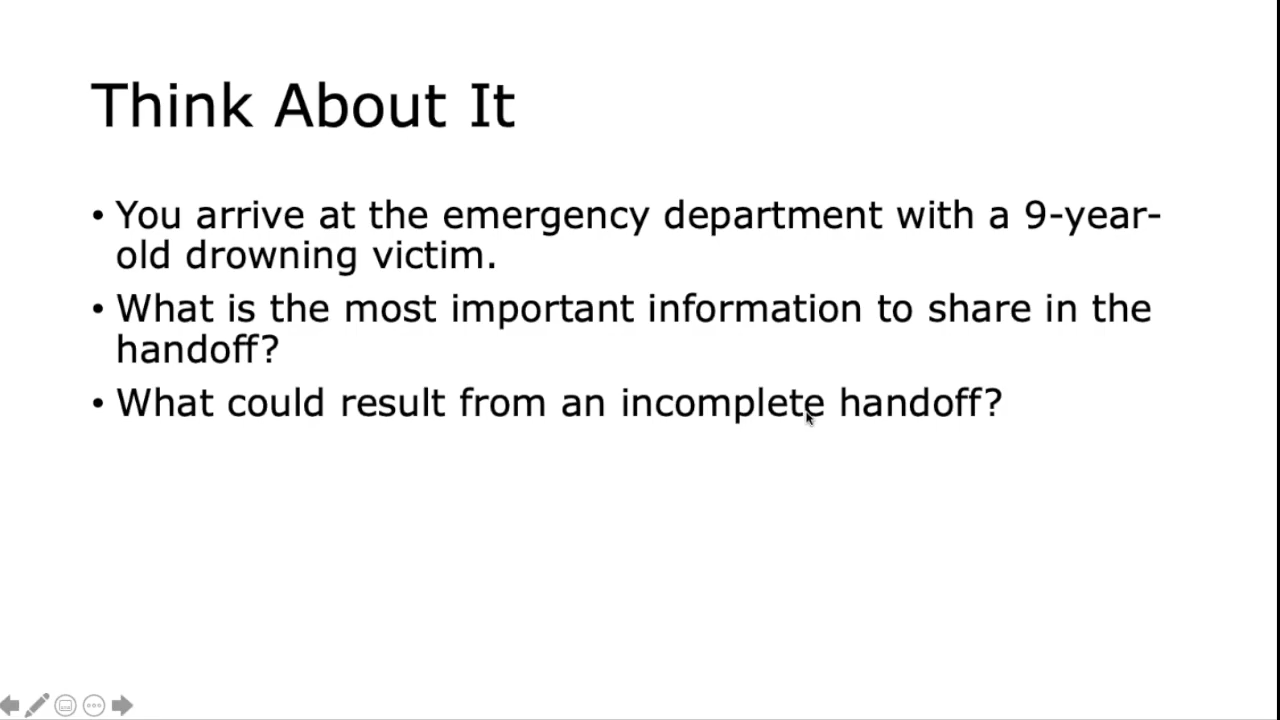 Think About It
• You arrive at the emergency department with a 9-year-
old drowning victim.
• What is the most important information to share in the
handoff?
• What could result from an incomplete handoff?